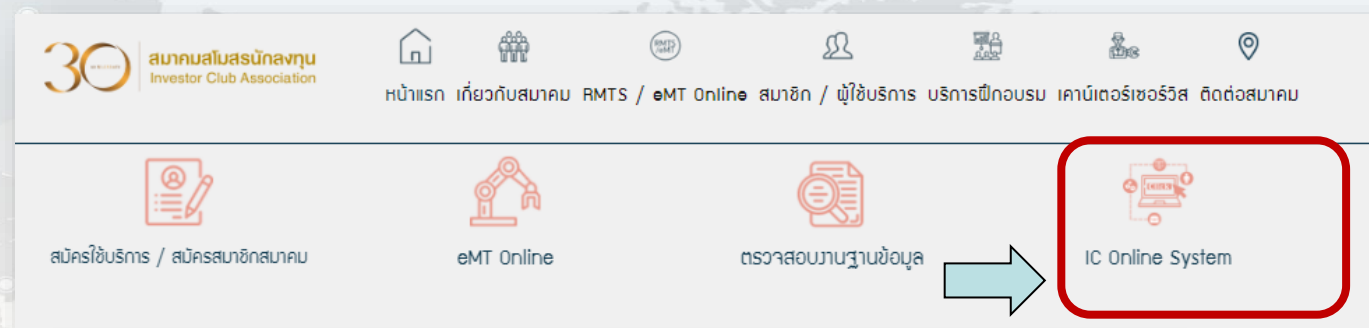 30
สมาคมสโมสรนักลงทุน
Investor Club Association
RMTS
/eMT
หน้าแรก เกี่ยวกับสมาคม RMTS / eMT Online สมาชิก / ผู้ใช้บริการ บริการฝึกอบรม เคาน์เตอร์เซอร์วิส ติดต่อสมาคม
สมัครใช้บริการ / สมัครสมาชิกสมาคม
eMT Online
ตรวจสอบงานฐานข้อมูล
IC Online System